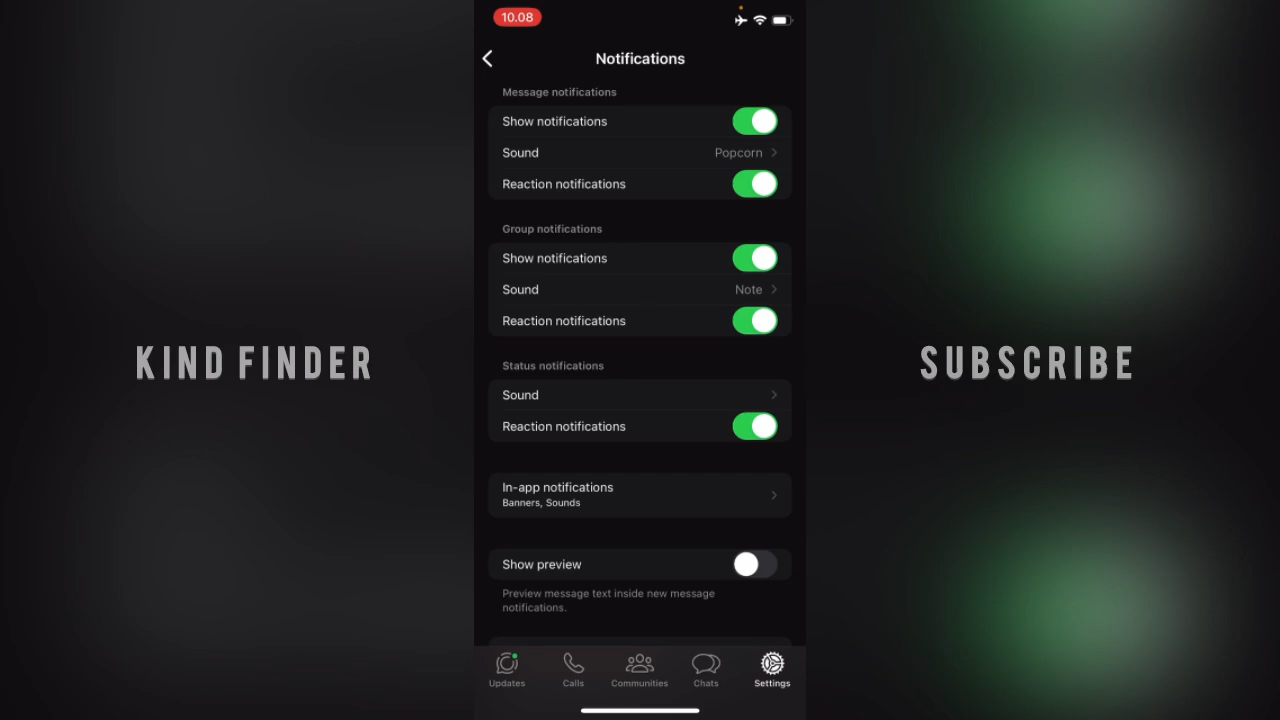 10.08
Notifications
Message notifications
Show notifications
Sound Popcorn
Reaction notifications
Group notifications
Show notifications
Sound Note
Reaction notifications
Status notifications
Sound
Reaction notifications
In-app notifications
Banners, Sounds
Show preview
Preview message text inside new message
notifications.
Updates Calls Communities Chats Settings
KIND FINDER
SUBSCRIBE